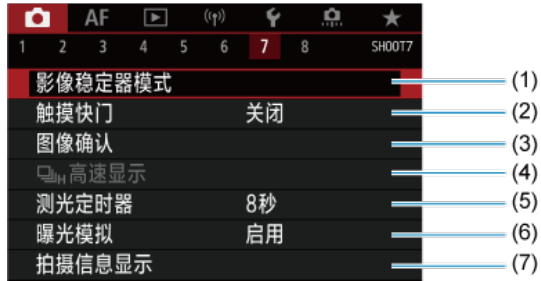 AF
1 2 3 4 5 6 7 8 SHOOT7
影像稳定器模式 (1)
触摸快门 关闭 (2)
图像确认 (3)
H高速显示 (4)
测光定时器 8秒 (5)
曝光模拟 启用 (6)
拍摄信息显示 (7)